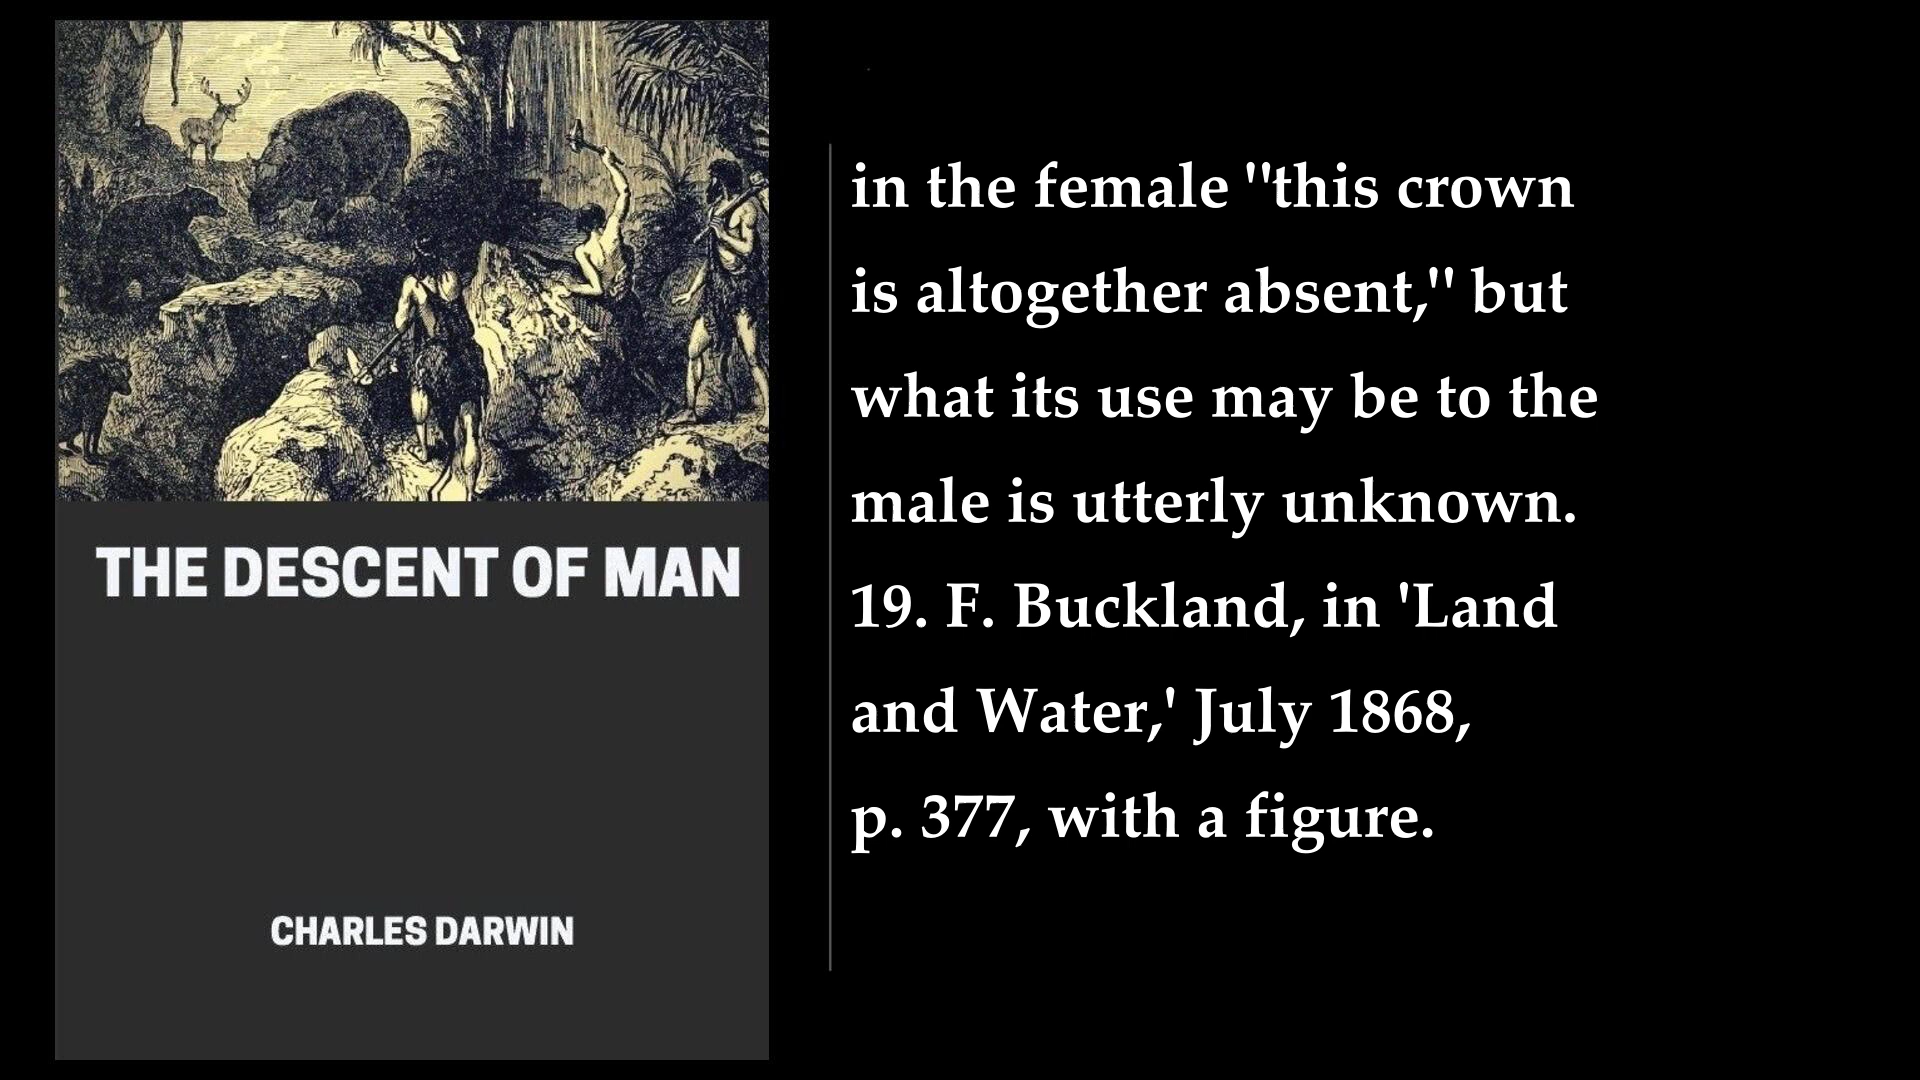 THE DESCENT OF MAN
CHARLES DARWIN
in the female "this crown
is altogether absent," but
what its use may be to the
male is utterly unknown.
19. F. Buckland, in 'Land
and Water,' July 1868,
p. 377, with a figure.